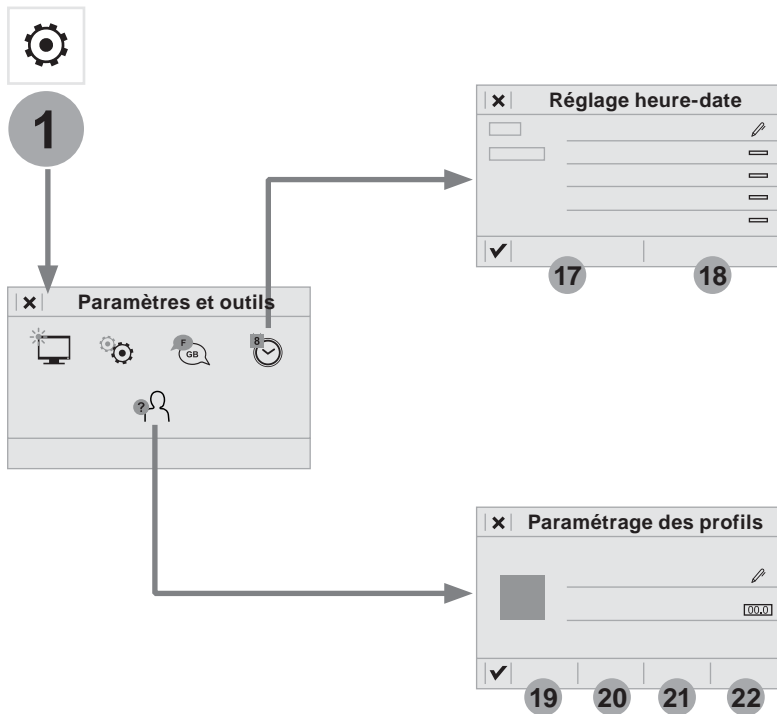 1
Réglage heure-date
17
18
Paramètres et outils
F
GB
8
?
Paramétrage des profils
00.0
19
20
21
22